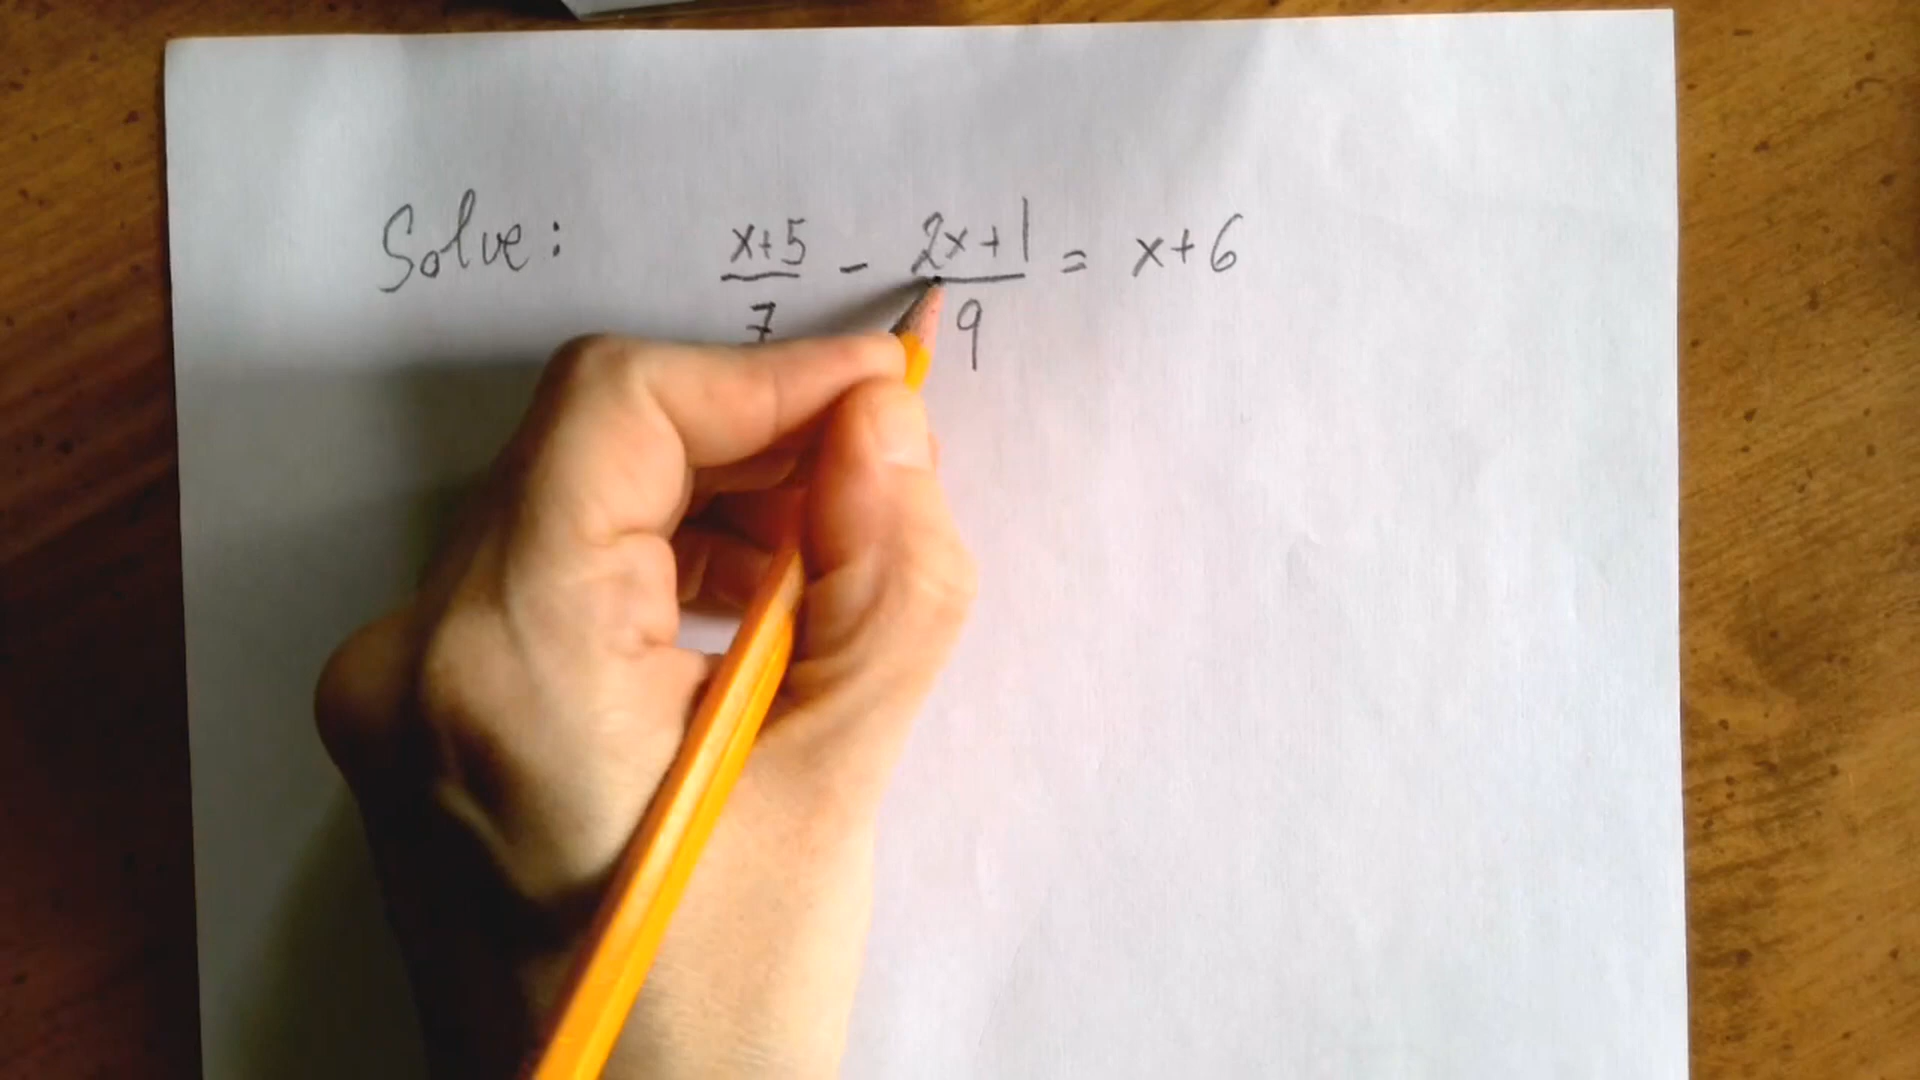 Solve: x+5/7 - 2x+1/9 = x+6